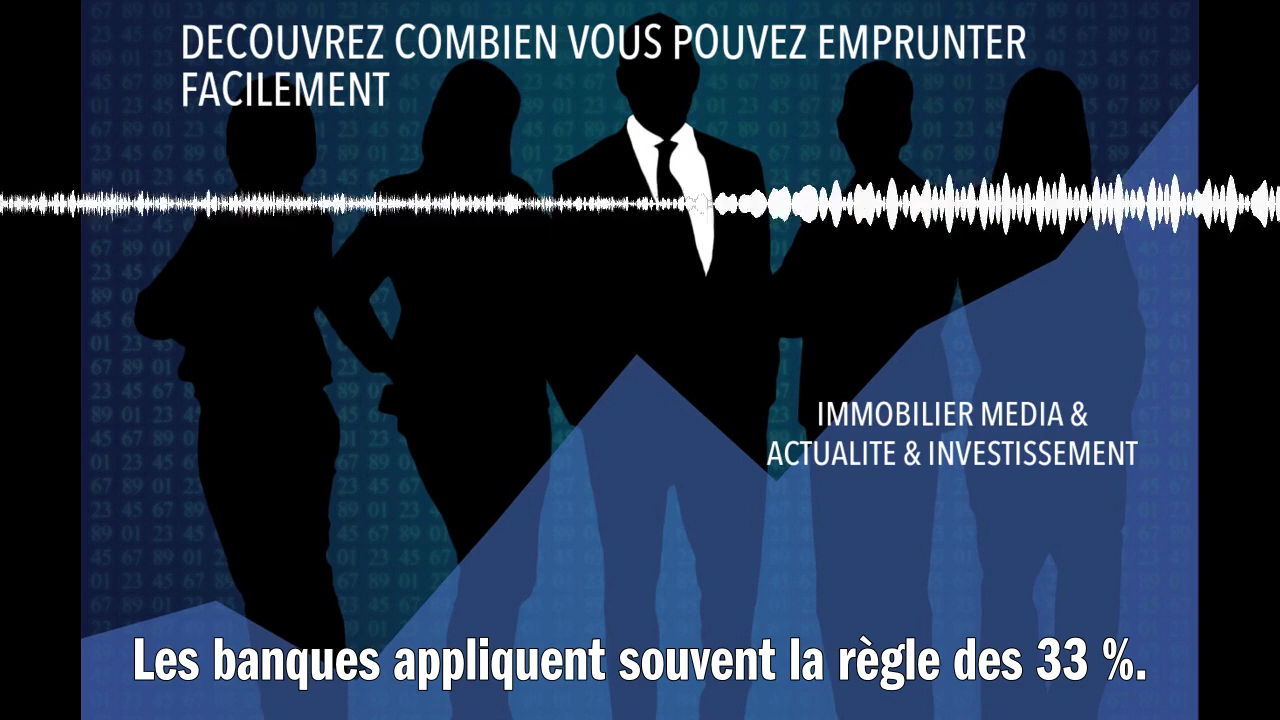 DECOUVREZ COMBIEN VOUS POUVEZ EMPRUNTER
FACILEMENT
IMMOBILIER MEDIA &
ACTUALITE & INVESTISSEMENT
Les banques appliquent souvent la règle des 33 %.